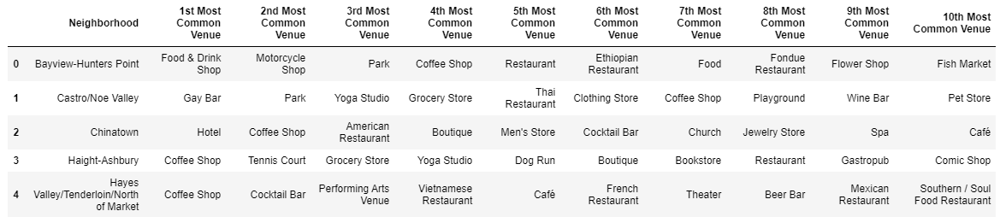 Neighborhood 1st Most Common Venue 2nd Most Common Venue 3rd Most Common Venue 4th Most Common Venue 5th Most Common Venue 6th Most Common Venue 7th Most Common Venue 8th Most Common Venue 9th Most Common Venue 10th Most Common Venue
0 Bayview-Hunters Point Food & Drink Shop Motorcycle Shop Park Coffee Shop Restaurant Ethiopian Restaurant Food Fondue Restaurant Flower Shop Fish Market
1 Castro/Noe Valley Gay Bar Park Yoga Studio Grocery Store Thai Restaurant Clothing Store Coffee Shop Playground Wine Bar Pet Store
2 Chinatown Hotel Coffee Shop American Restaurant Boutique Men's Store Cocktail Bar Church Jewelry Store Spa Café
3 Haight-Ashbury Coffee Shop Tennis Court Grocery Store Yoga Studio Dog Run Boutique Bookstore Restaurant Gastropub Comic Shop
4 Hayes Valley/Tenderloin/North of Market Coffee Shop Cocktail Bar Performing Arts Venue Vietnamese Restaurant Café French Restaurant Theater Beer Bar Mexican Restaurant Southern / Soul Food Restaurant